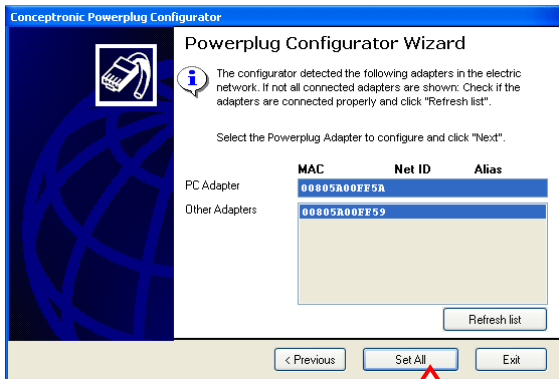 Conceptronic Powerplug Configurator
Powerplug Configurator Wizard
The configurator detected the following adapters in the electric
network. If not all connected adapters are shown: Check if the
adapters are connected properly and click "Refresh list".
Select the Powerplug Adapter to configure and click "Next".
MAC Net ID Alias
PC Adapter 00805A00FF5A
Other Adapters 00805A00FF59
Refresh list
< Previous Set All Exit